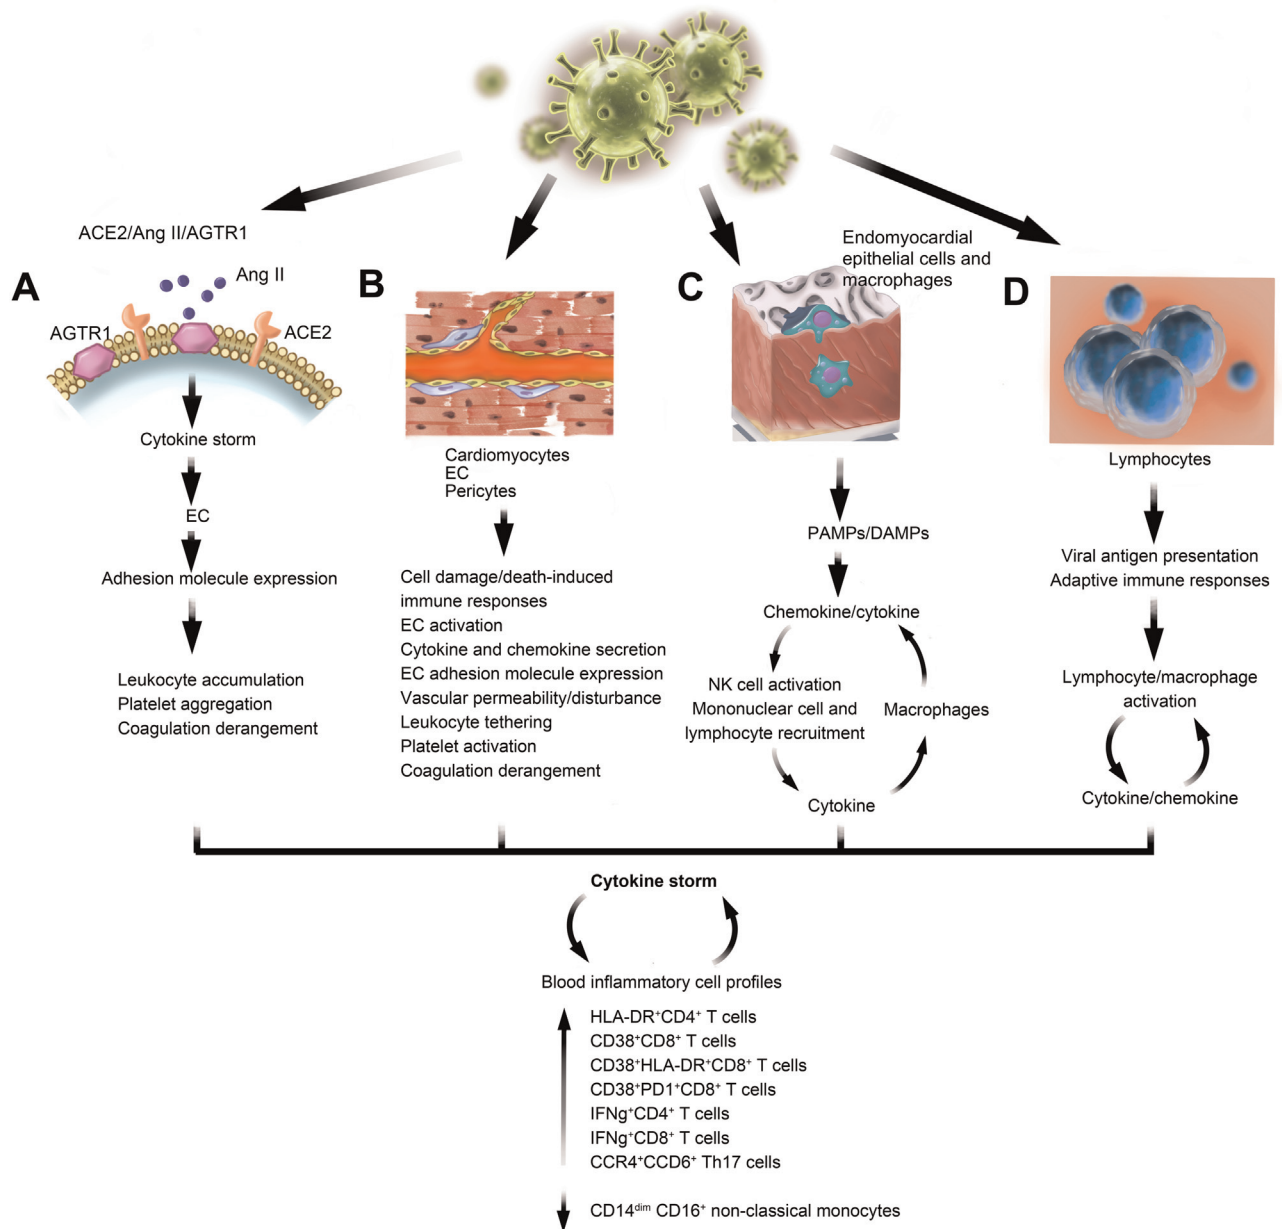 ACE2/Ang II/AGTR1
A
Ang II
AGTR1
ACE2
Cytokine storm
EC
Adhesion molecule expression
Leukocyte accumulation
Platelet aggregation
Coagulation derangement
B
Cardiomyocytes
EC
Pericytes
Cell damage/death-induced
immune responses
EC activation
Cytokine and chemokine secretion
EC adhesion molecule expression
Vascular permeability/disturbance
Leukocyte tethering
Platelet activation
Coagulation derangement
C
Endomyocardial
epithelial cells and
macrophages
PAMPs/DAMPs
Chemokine/cytokine
NK cell activation
Mononuclear cell and
lymphocyte recruitment
Macrophages
Cytokine
D
Lymphocytes
Viral antigen presentation
Adaptive immune responses
Lymphocyte/macrophage
activation
Cytokine/chemokine
Cytokine storm
Blood inflammatory cell profiles
HLA-DR⁺CD4⁺ T cells
CD38⁺CD8⁺ T cells
CD38⁺HLA-DR⁺CD8⁺ T cells
CD38⁺PD1⁺CD8⁺ T cells
IFNg⁺CD4⁺ T cells
IFNg⁺CD8⁺ T cells
CCR4⁺CCD6⁺ Th17 cells
CD14ᵈⁱᵐ CD16⁺ non-classical monocytes